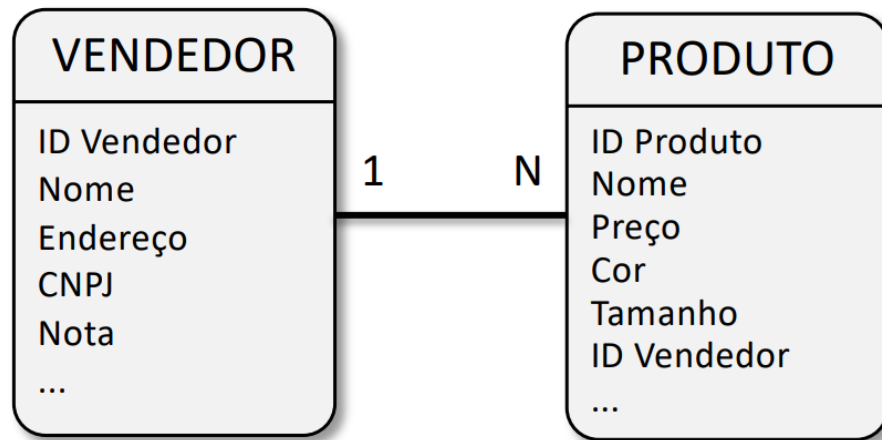 VENDEDOR
ID Vendedor
Nome
Endereço
CNPJ
Nota
...
1
N
PRODUTO
ID Produto
Nome
Preço
Cor
Tamanho
ID Vendedor
...